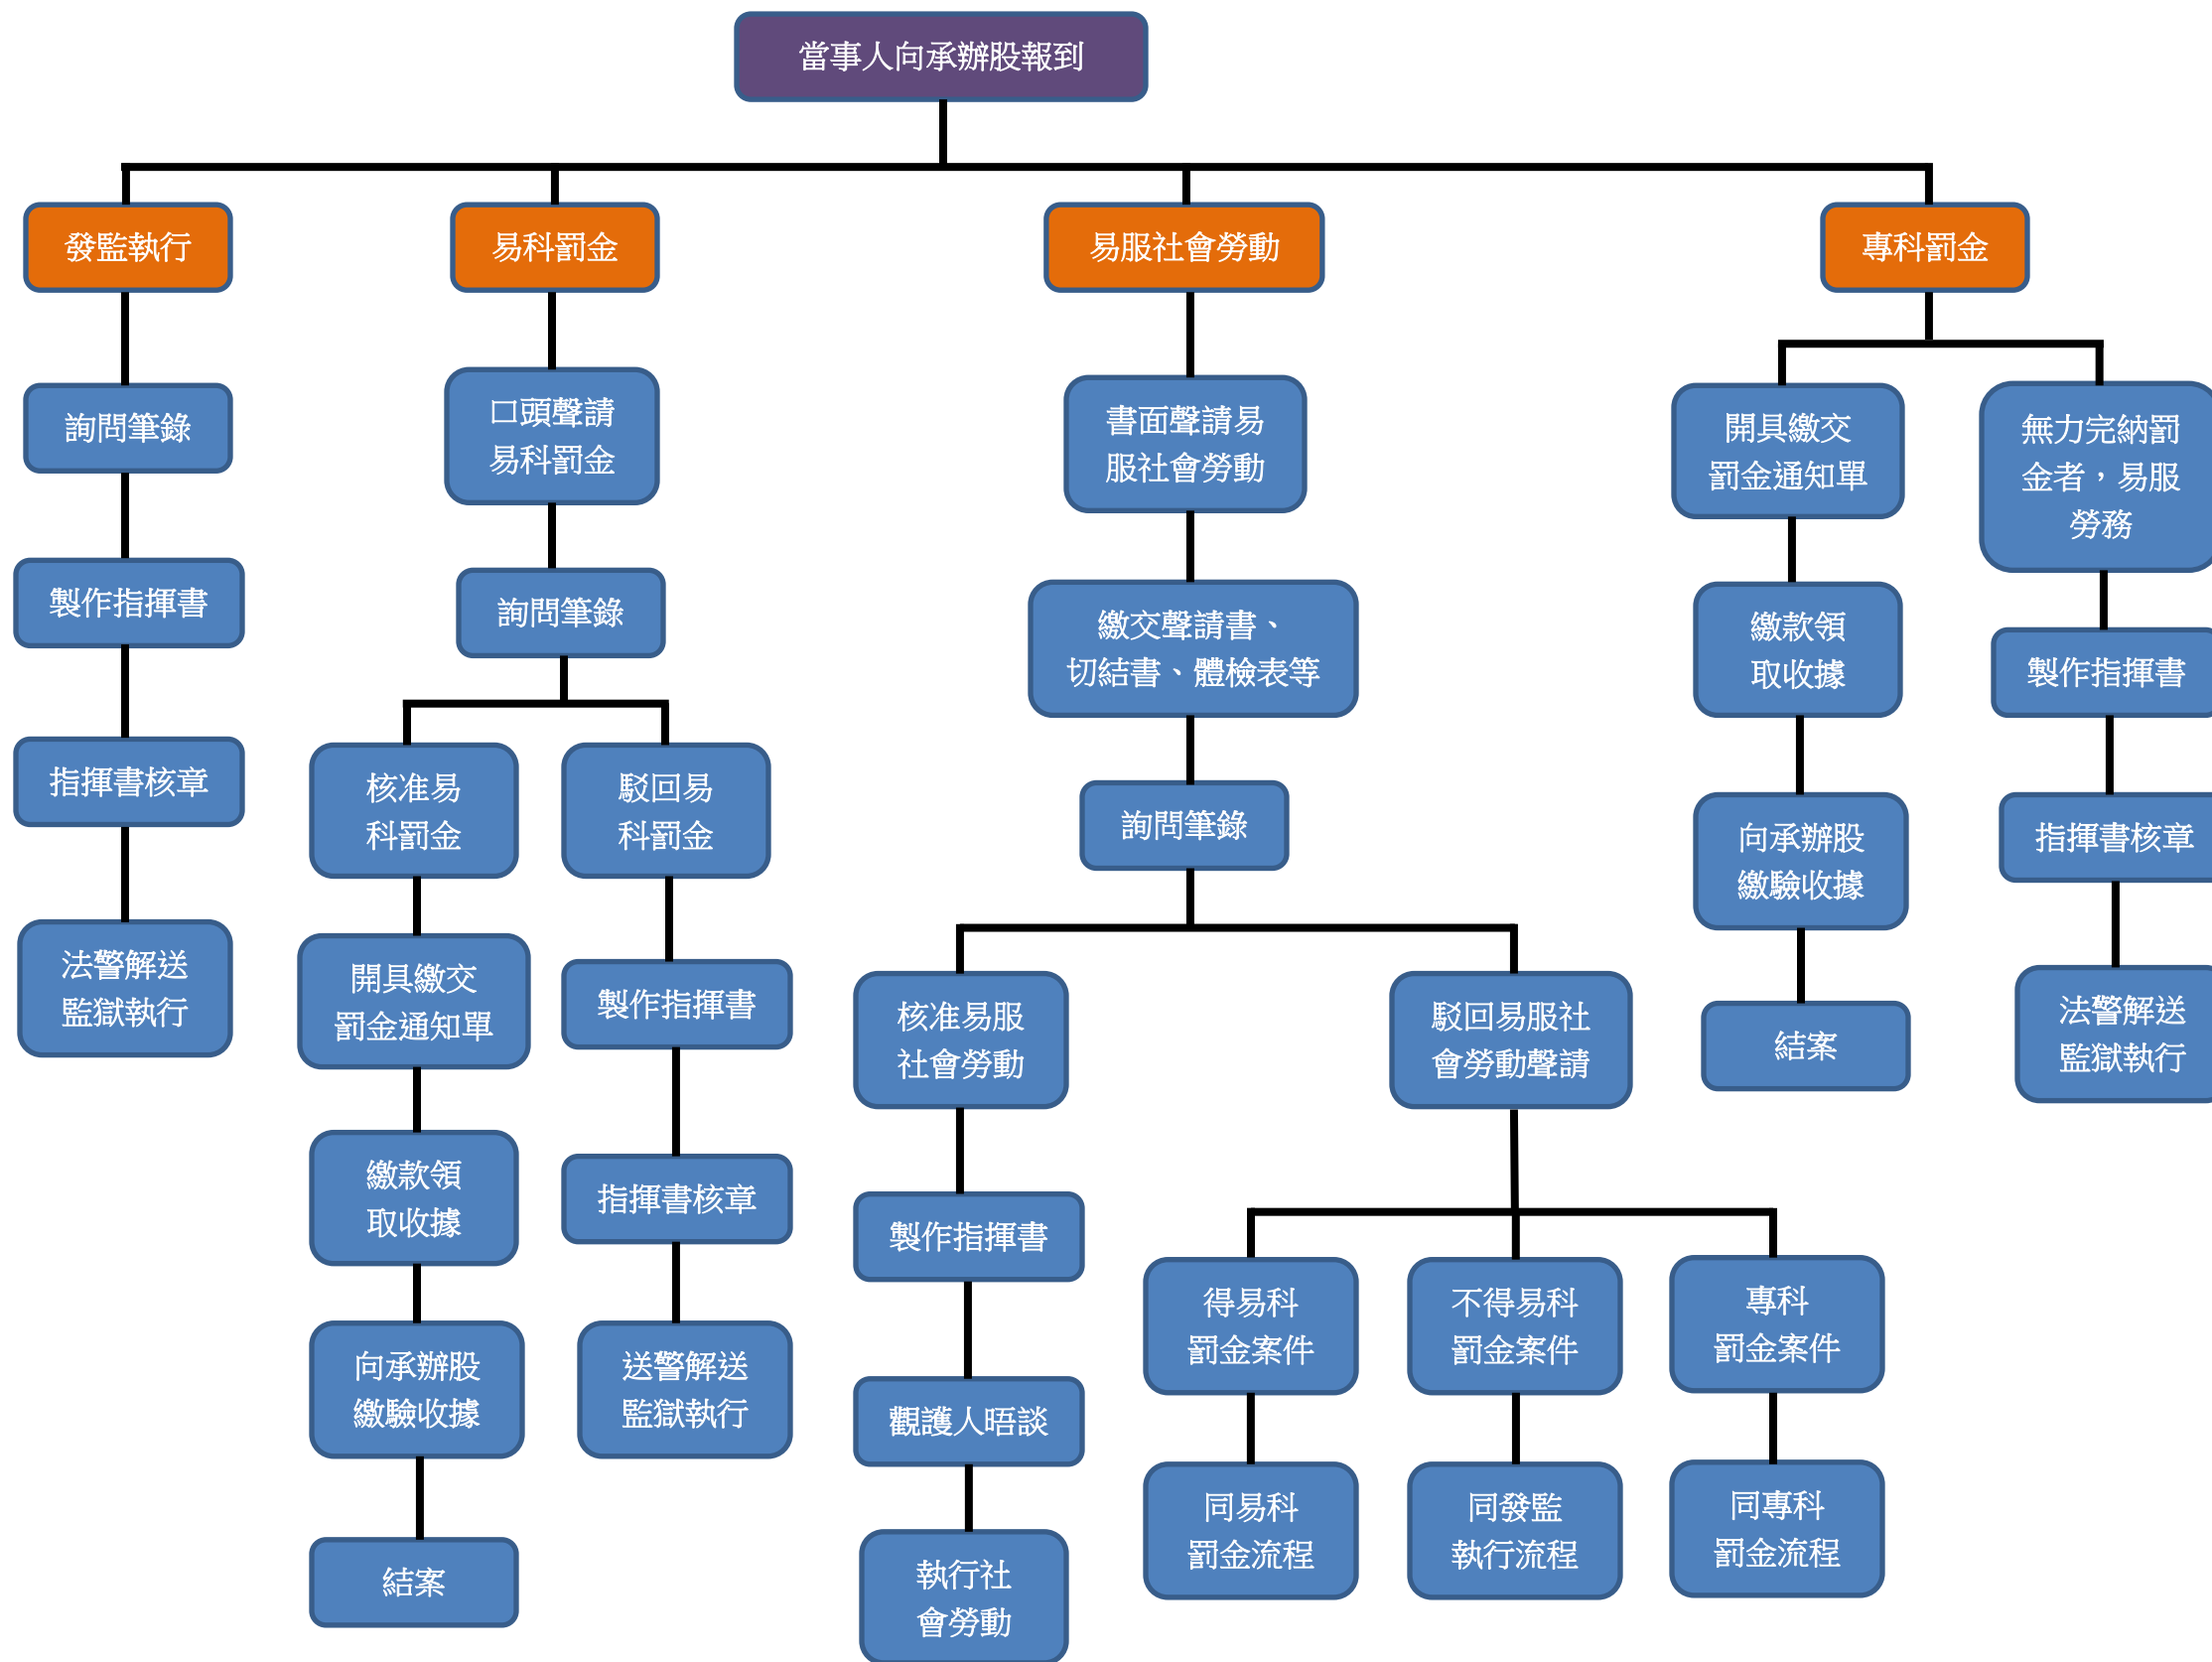 當事人向承辦股報到
發監執行
詢問筆錄
製作指揮書
指揮書核章
法警解送
監獄執行
易科罰金
口頭聲請
易科罰金
詢問筆錄
核准易
科罰金
開具繳交
罰金通知單
繳款領
取收據
向承辦股
繳驗收據
結案
駁回易
科罰金
製作指揮書
指揮書核章
送警解送
監獄執行
易服社會勞動
書面聲請易
服社會勞動
繳交聲請書、
切結書、體檢表等
詢問筆錄
核准易服
社會勞動
製作指揮書
觀護人晤談
執行社
會勞動
駁回易服社
會勞動聲請
得易科
罰金案件
同易科
罰金流程
不得易科
罰金案件
同發監
執行流程
專科
罰金案件
同專科
罰金流程
專科罰金
開具繳交
罰金通知單
繳款領
取收據
向承辦股
繳驗收據
結案
無力完納罰
金者，易服
勞務
製作指揮書
指揮書核章
法警解送
監獄執行